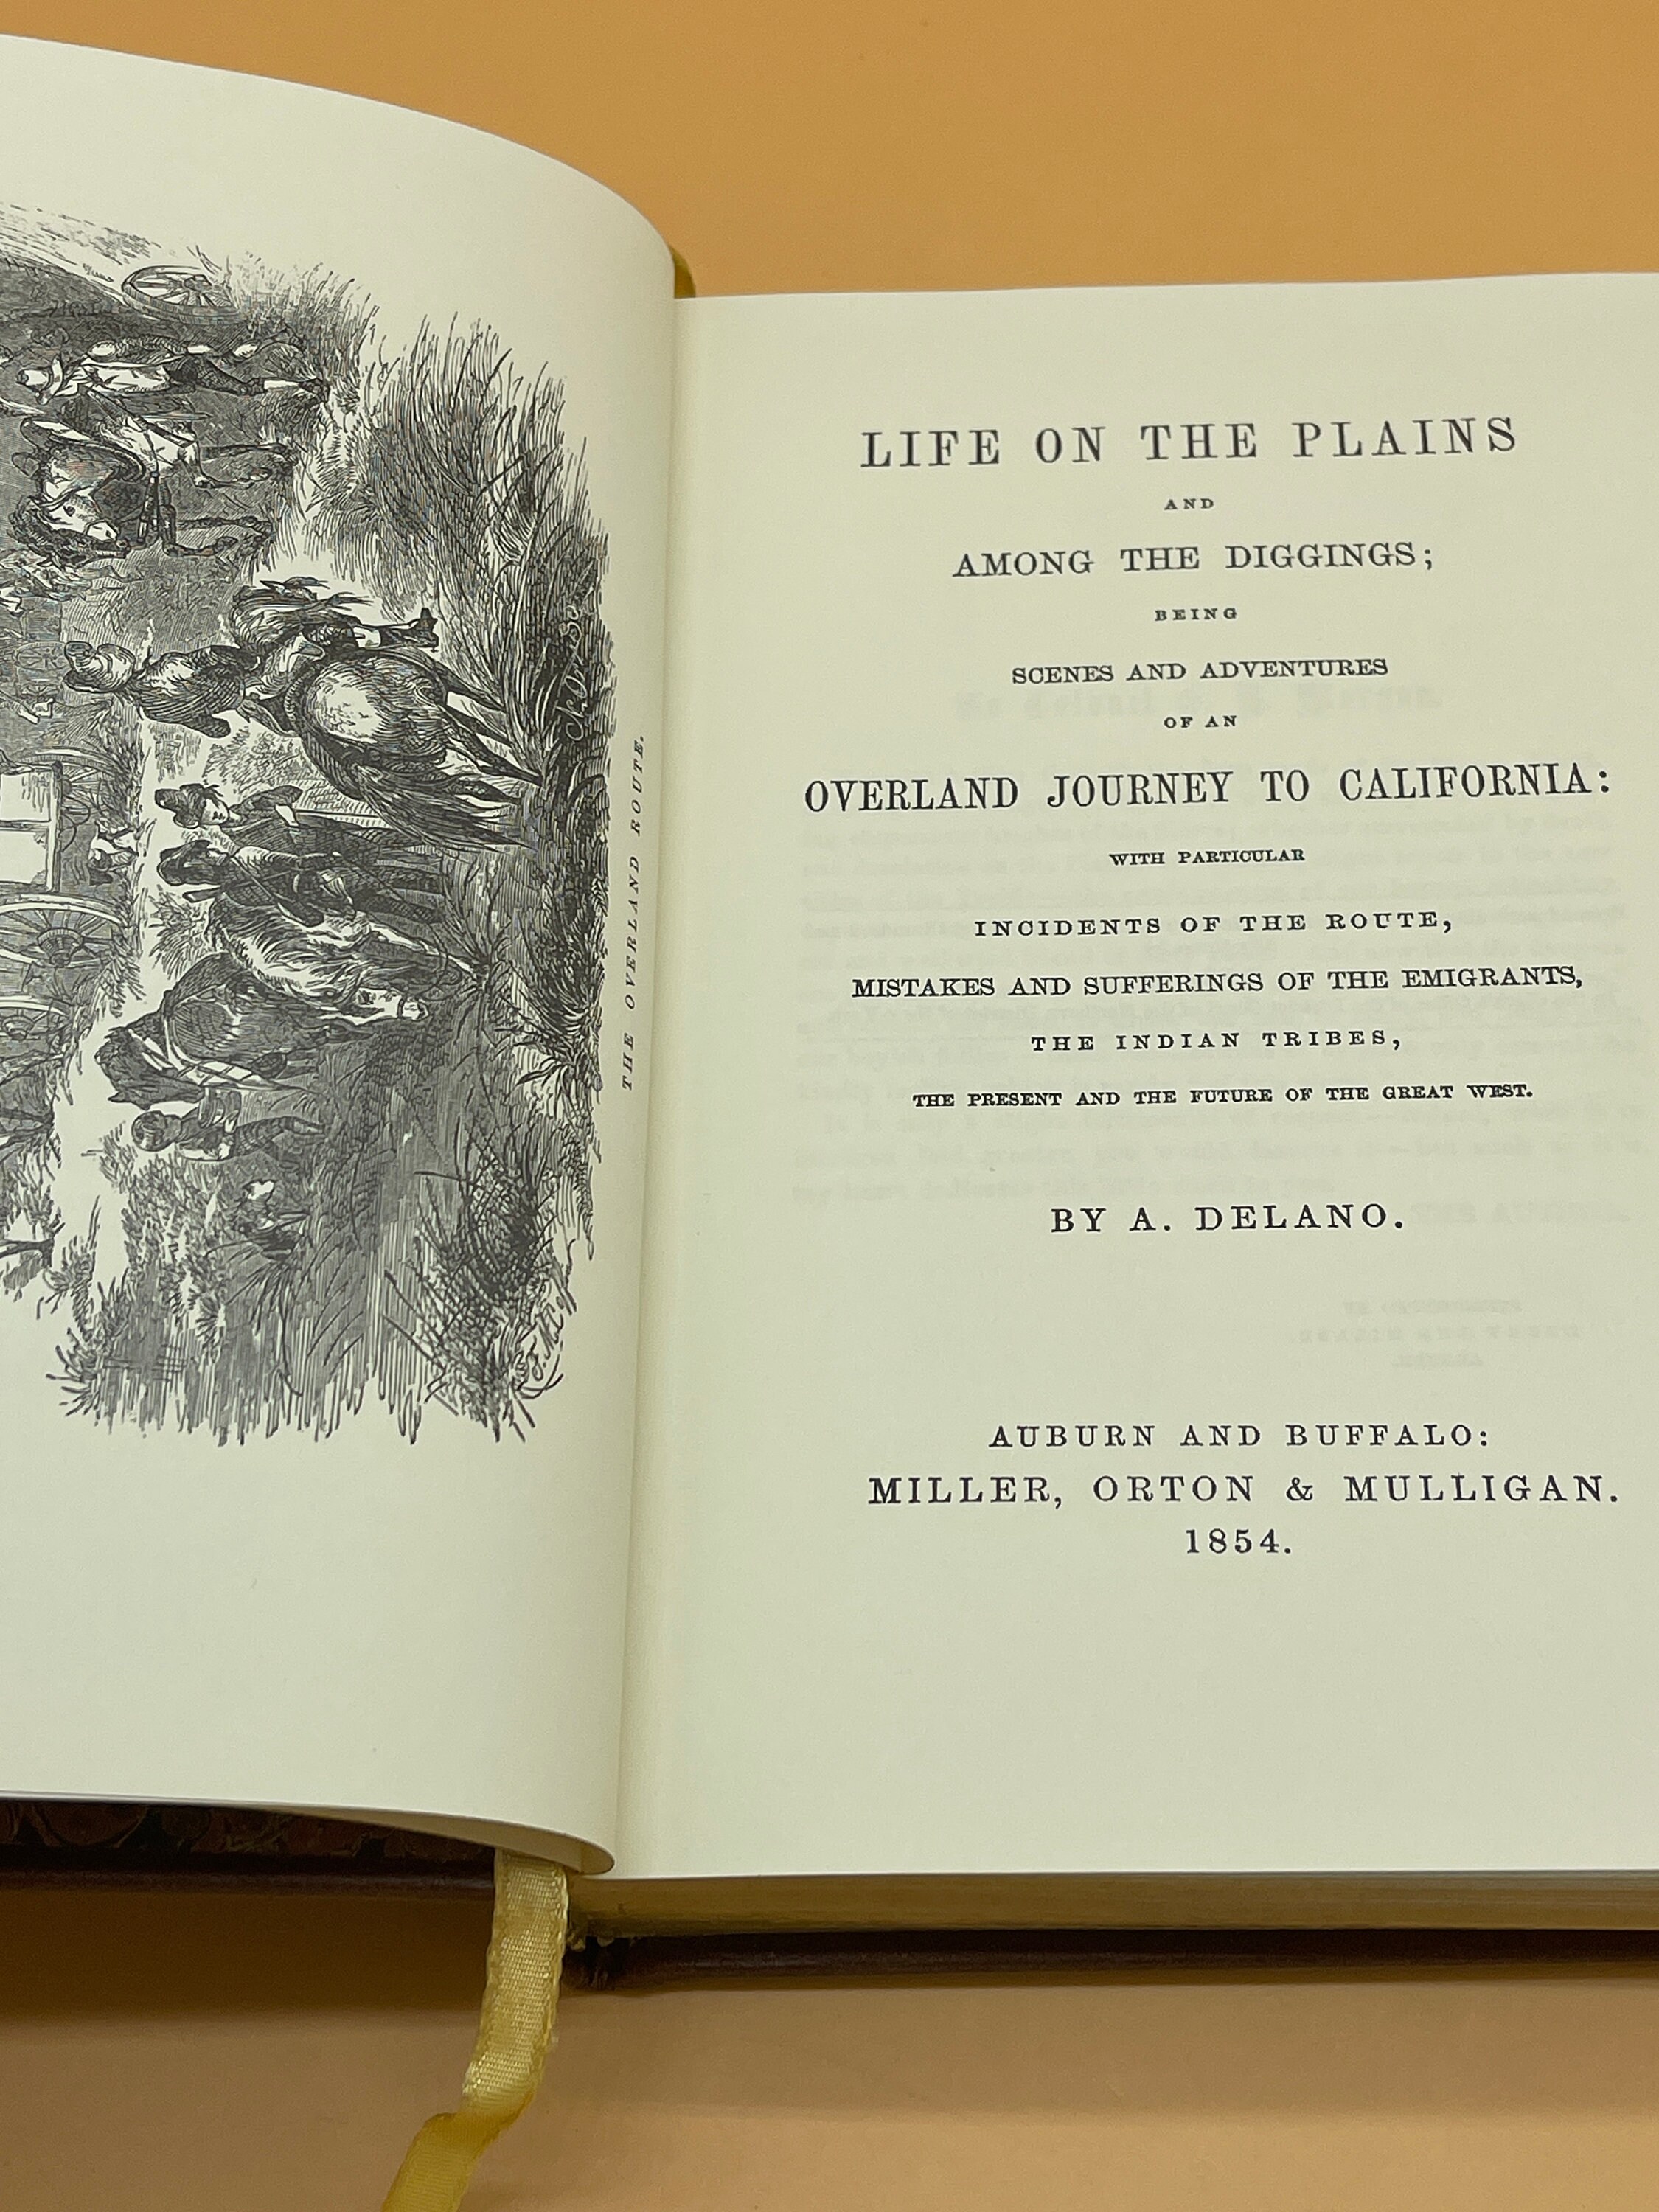 THE OVERLAND ROUTE.
LIFE ON THE PLAINS
AND
AMONG THE DIGGINGS;
BEING
SCENES AND ADVENTURES
OF AN
OVERLAND JOURNEY TO CALIFORNIA:
WITH PARTICULAR
INCIDENTS OF THE ROUTE,
MISTAKES AND SUFFERINGS OF THE EMIGRANTS,
THE INDIAN TRIBES,
THE PRESENT AND THE FUTURE OF THE GREAT WEST.
BY A. DELANO.
AUBURN AND BUFFALO:
MILLER, ORTON & MULLIGAN.
1854.